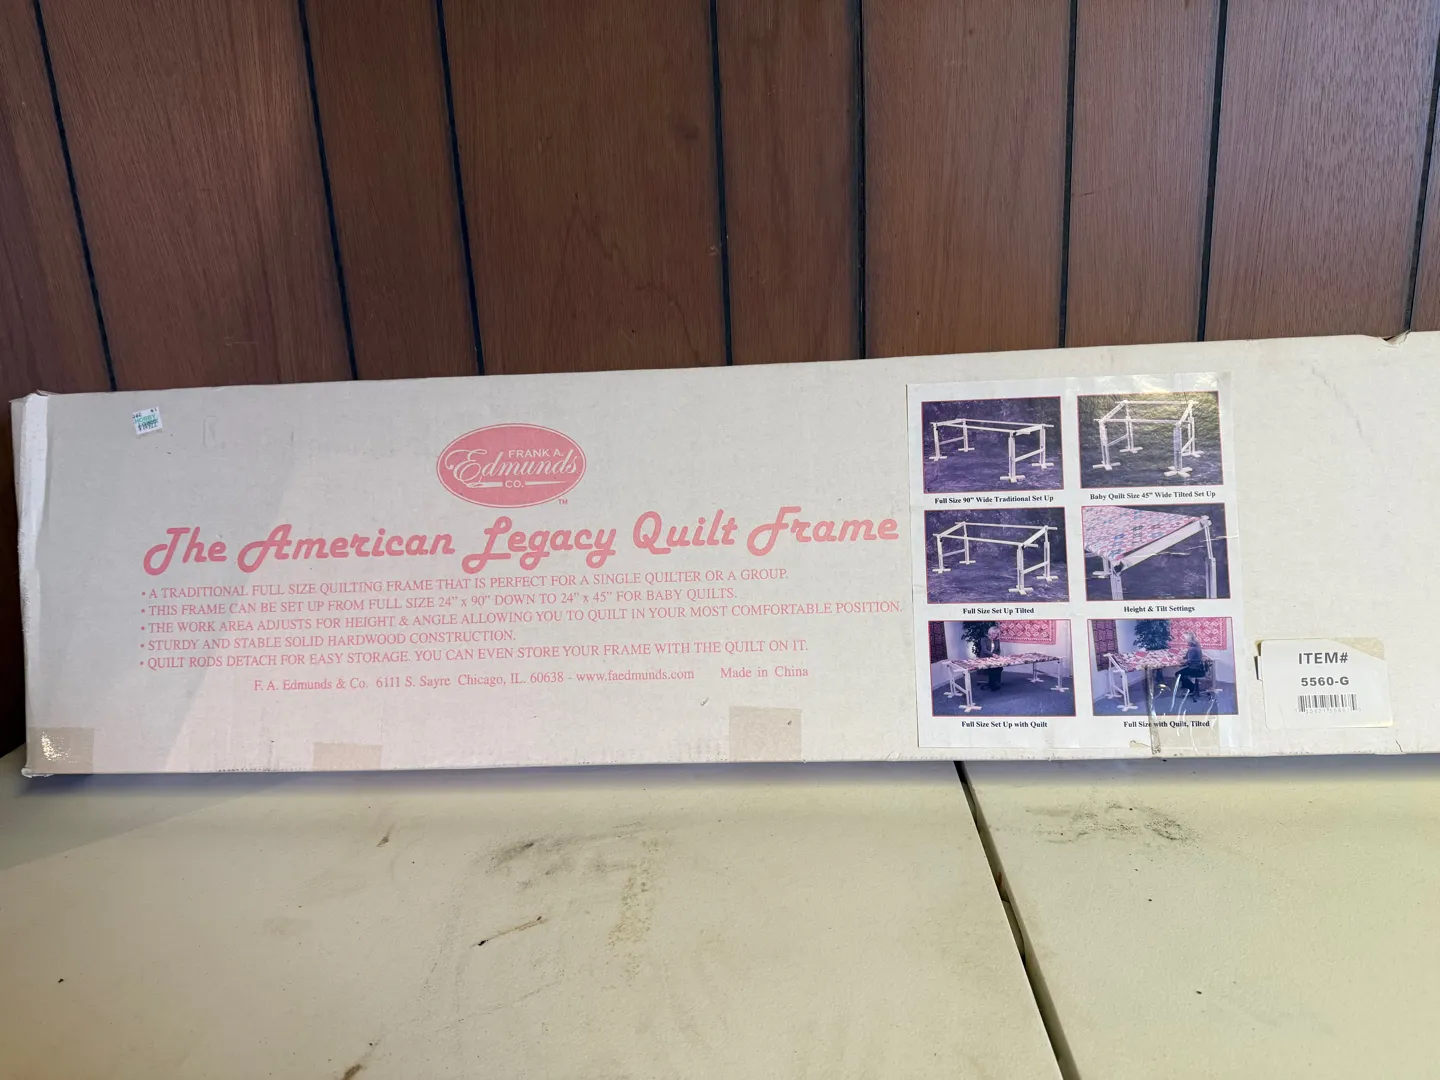 HOBBY
FRANK A.
Edmunds
CO.
TM
The American Legacy Quilt Frame
• A TRADITIONAL FULL SIZE QUILTING FRAME THAT IS PERFECT FOR A SINGLE QUILTER OR A GROUP.
• THIS FRAME CAN BE SET UP FROM FULL SIZE 24” x 90” DOWN TO 24” x 45” FOR BABY QUILTS.
• THE WORK AREA ADJUSTS FOR HEIGHT & ANGLE ALLOWING YOU TO QUILT IN YOUR MOST COMFORTABLE POSITION.
• STURDY AND STABLE SOLID HARDWOOD CONSTRUCTION.
• QUILT RODS DETACH FOR EASY STORAGE. YOU CAN EVEN STORE YOUR FRAME WITH THE QUILT ON IT.
F. A. Edmunds & Co. 6111 S. Sayre Chicago, IL. 60638 - www.faedmunds.com Made in China
Full Size 90" Wide Traditional Set Up
Baby Quilt Size 45" Wide Tilted Set Up
Full Size Set Up Tilted
Height & Tilt Settings
Full Size Set Up with Quilt
Full Size with Quilt, Tilted
ITEM#
5560-G